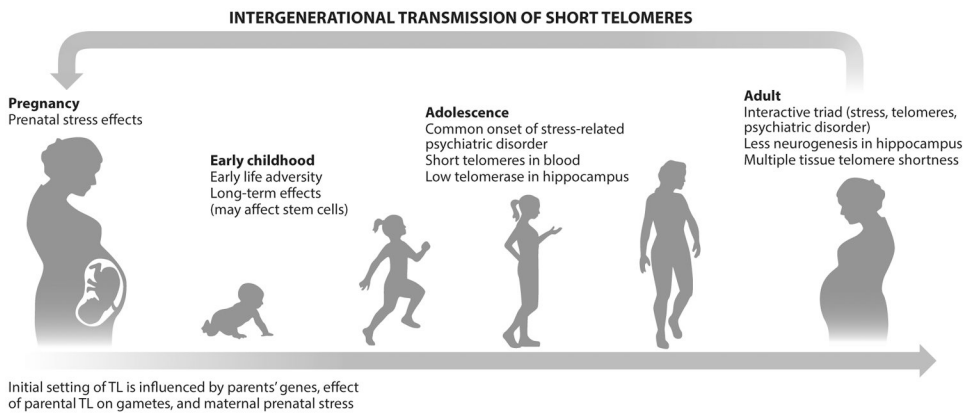 INTERGENERATIONAL TRANSMISSION OF SHORT TELOMERES
Pregnancy
Prenatal stress effects
Early childhood
Early life adversity
Long-term effects
(may affect stem cells)
Adolescence
Common onset of stress-related
psychiatric disorder
Short telomeres in blood
Low telomerase in hippocampus
Adult
Interactive triad (stress, telomeres,
psychiatric disorder)
Less neurogenesis in hippocampus
Multiple tissue telomere shortness
Initial setting of TL is influenced by parents’ genes, effect
of parental TL on gametes, and maternal prenatal stress